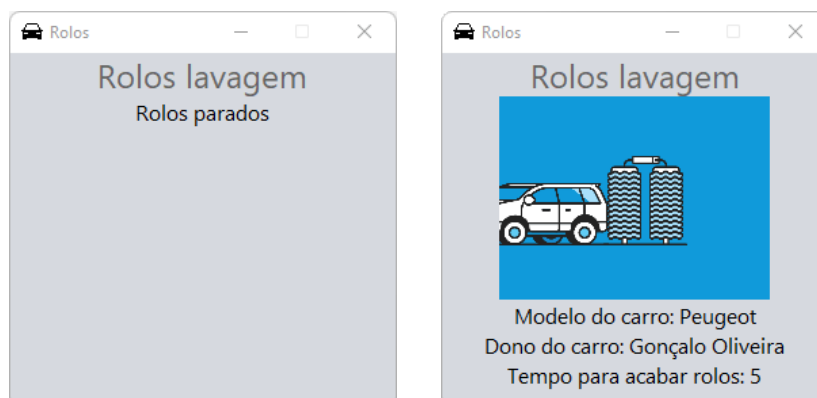 Rolos
Rolos lavagem
Rolos parados
Rolos
Rolos lavagem
Modelo do carro: Peugeot
Dono do carro: Gonçalo Oliveira
Tempo para acabar rolos: 5